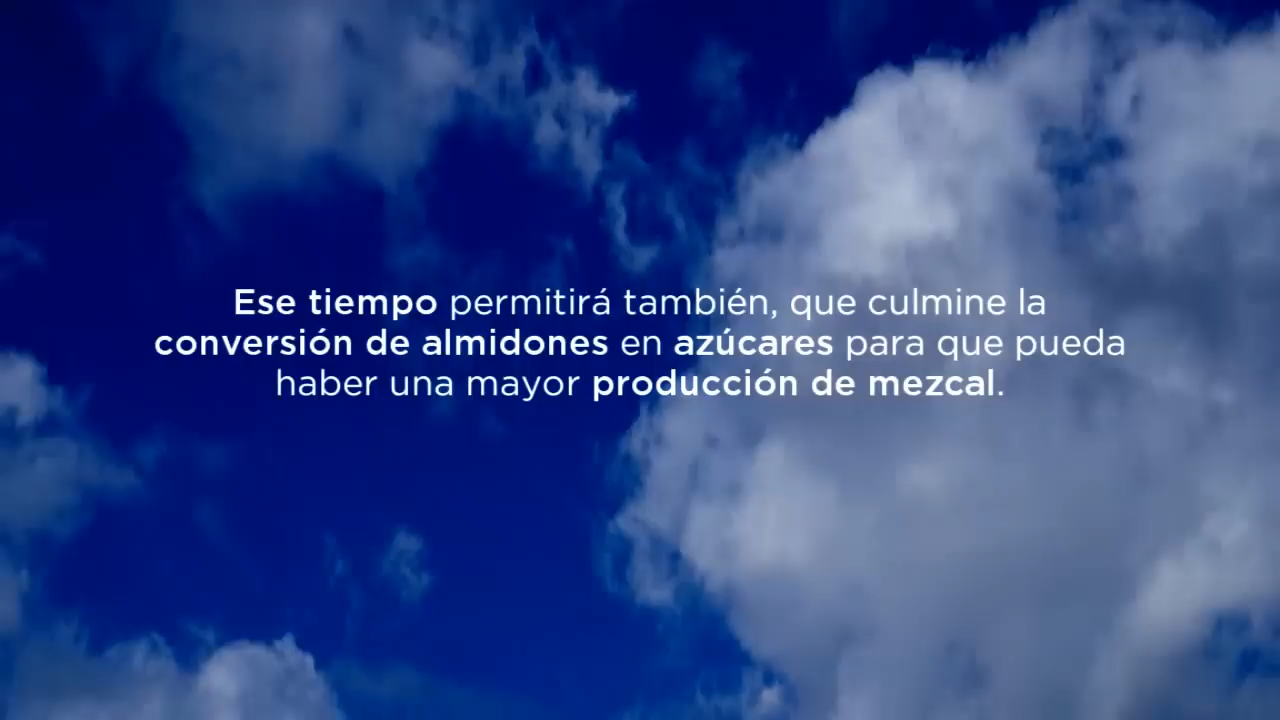 Ese tiempo permitirá también, que culmine la
conversión de almidones en azúcares para que pueda
haber una mayor producción de mezcal.